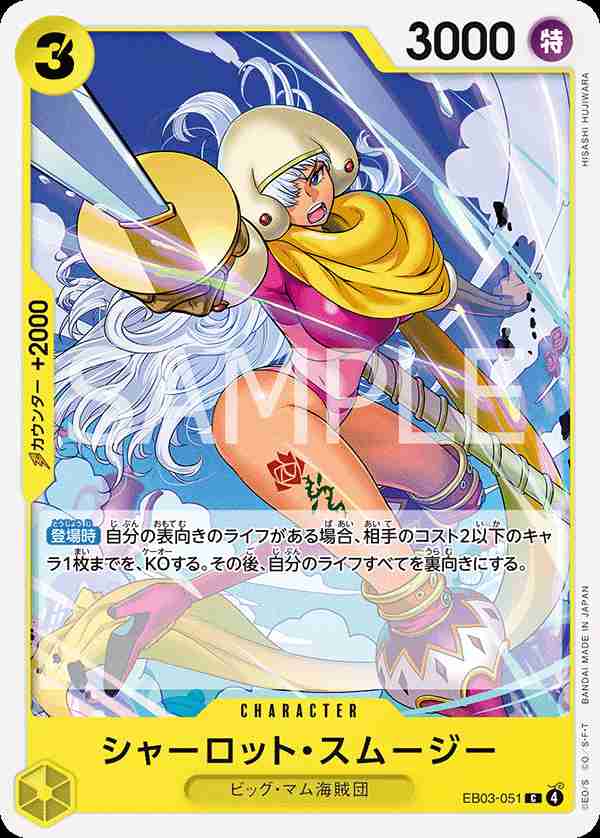 3
3000
特
HISASHI FUJIWARA
カウンター +2000
SAMPLE
登場時 自分の表向きのライフがある場合、相手のコスト2以下のキャ
ラ1枚までを、KOする。その後、自分のライフすべてを裏向きにする。
CHARACTER
シャーロット・スムージー
ビッグ・マム海賊団
EB03-051 C 4
©E.O/S ©O.／S･F･T BANDAI MADE IN JAPAN